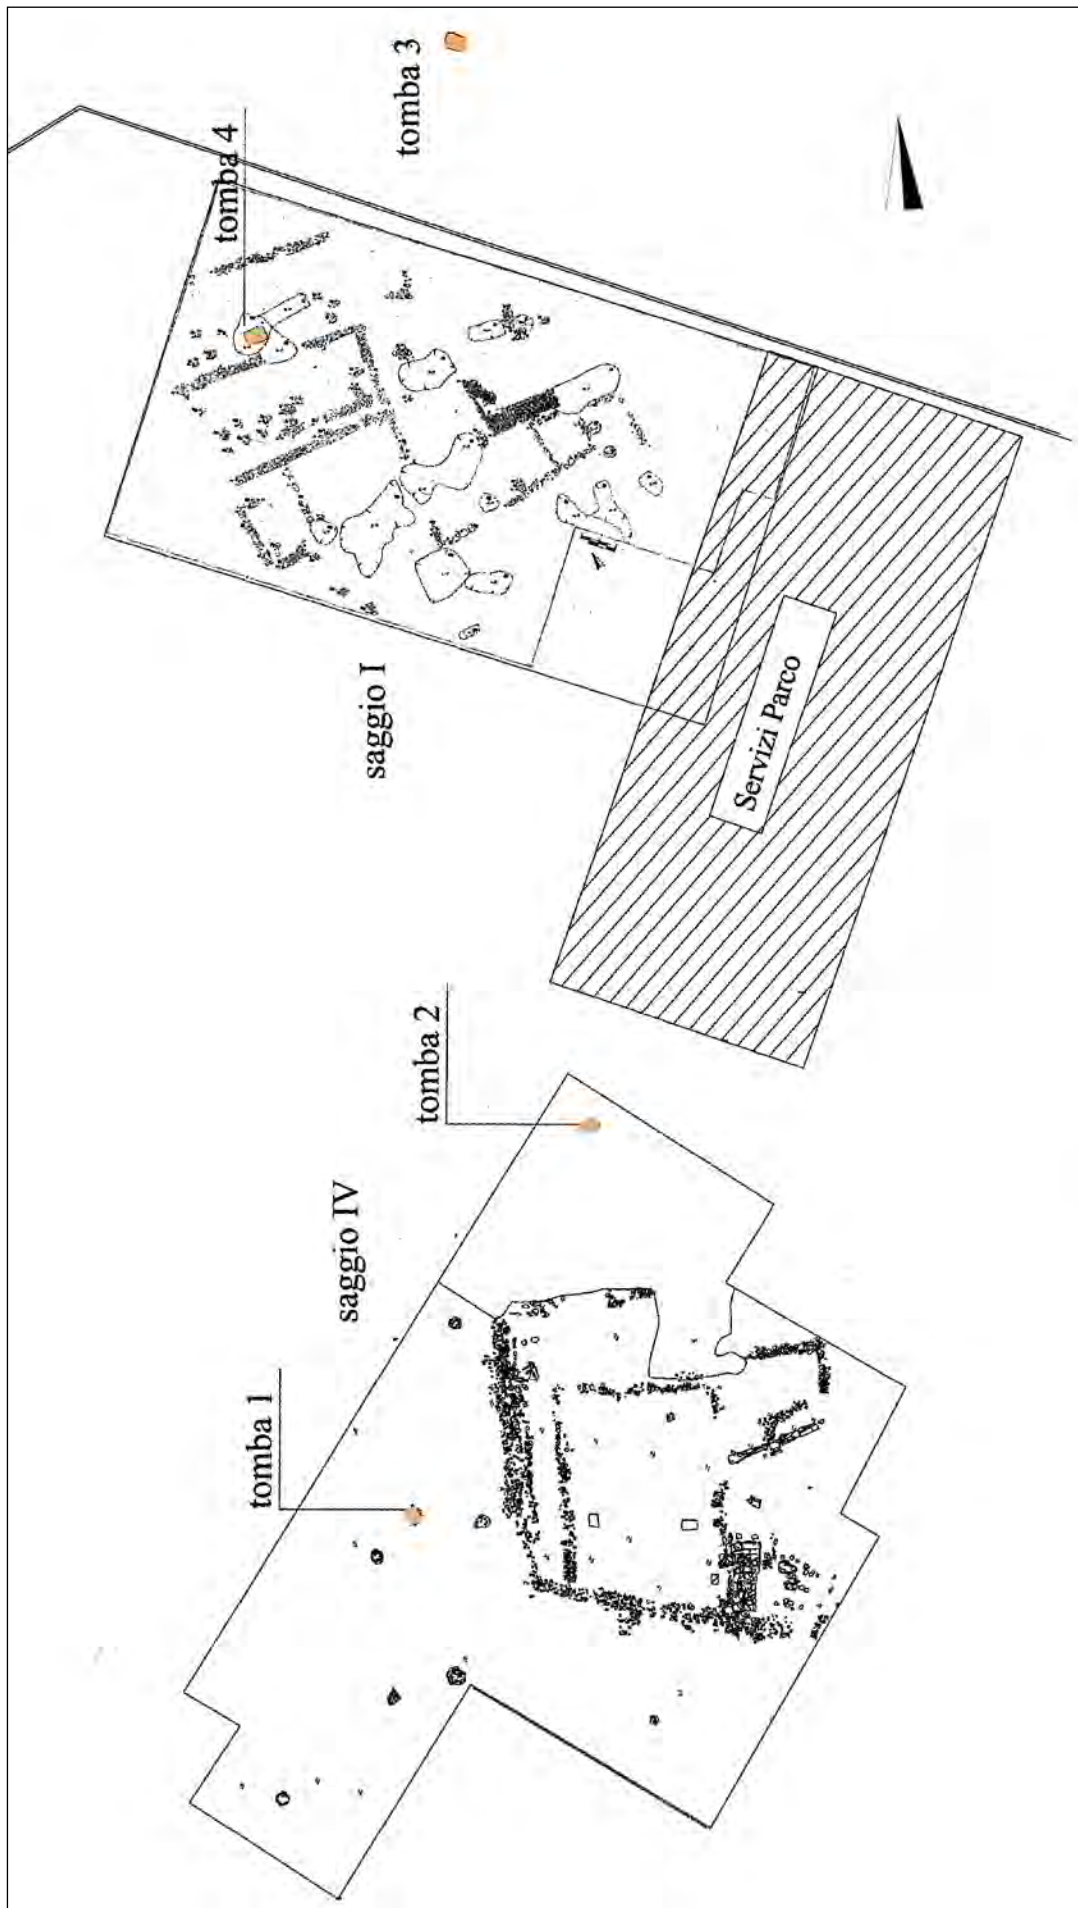 tomba 3
tomba 4
saggio I
Servizi Parco
tomba 2
saggio IV
tomba 1